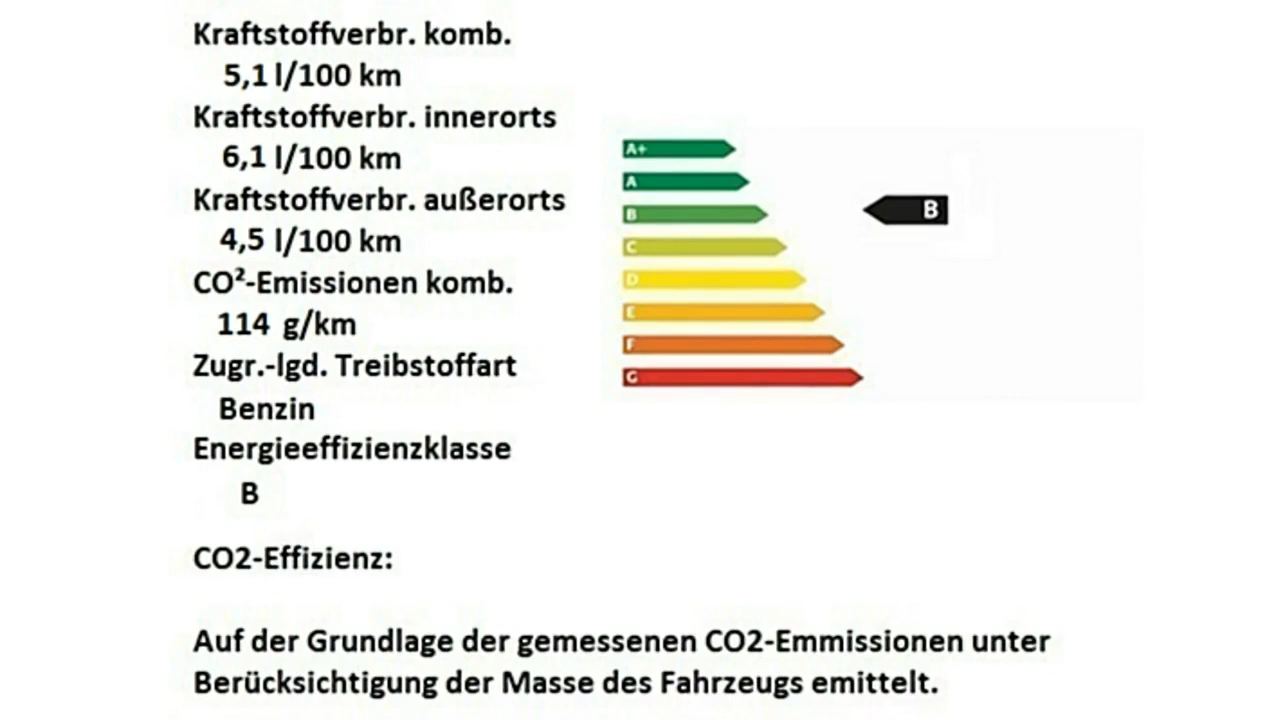 Kraftstoffverbr. komb.
5,1 l/100 km
Kraftstoffverbr. innerorts
6,1 l/100 km
Kraftstoffverbr. außerorts
4,5 l/100 km
CO²-Emissionen komb.
114 g/km
Zugr.-lgd. Treibstoffart
Benzin
Energieeffizienzklasse
B
A+
A
B
B
C
D
E
F
G
CO2-Effizienz:
Auf der Grundlage der gemessenen CO2-Emmissionen unter
Berücksichtigung der Masse des Fahrzeugs emittelt.